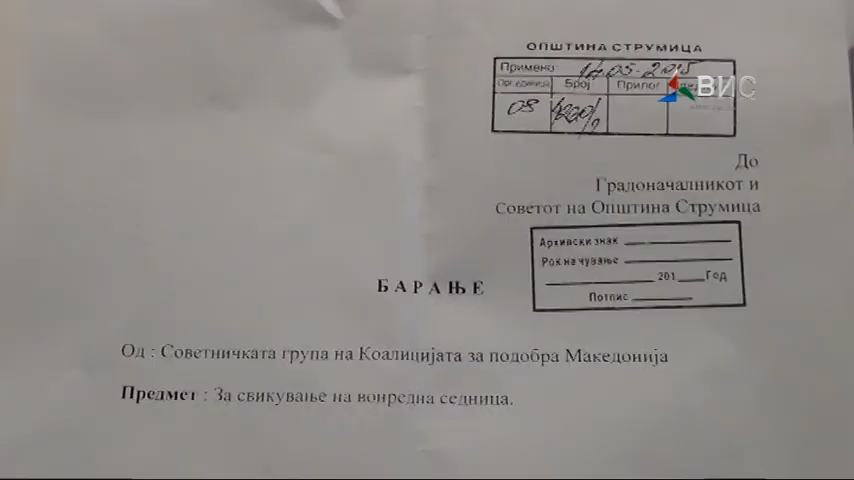 ОПШТИНА СТРУМИЦА
Примено: 14.05.2015
Орг.единица Број Прилог
08
ВИС
До
Градоначалникот и
Советот на Општина Струмица
Архивски знак
Рок на чување
201 Год
Потпис
БАРАЊЕ
Од : Советничката група на Коалицијата за подобра Македонија
Предмет : За свикување на вонредна седница.